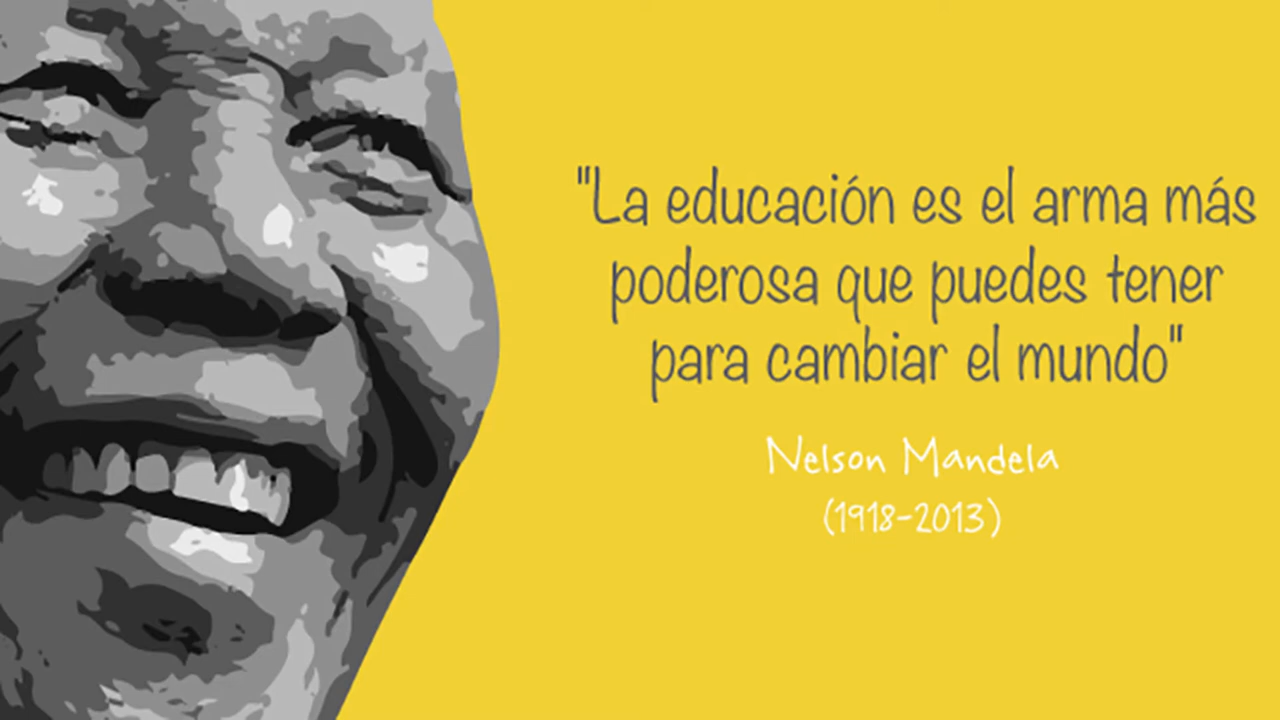 "La educación es el arma más
poderosa que puedes tener
para cambiar el mundo"
Nelson Mandela
(1918-2013)